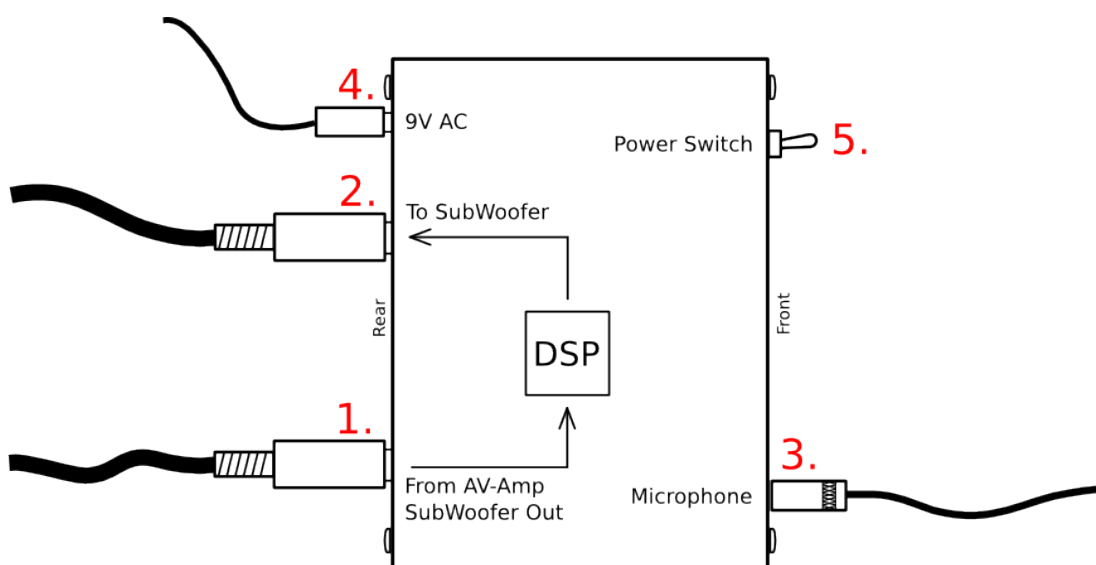 4.
9V AC
Power Switch
5.
2.
To SubWoofer
Rear
Front
DSP
1.
From AV-Amp
SubWoofer Out
3.
Microphone